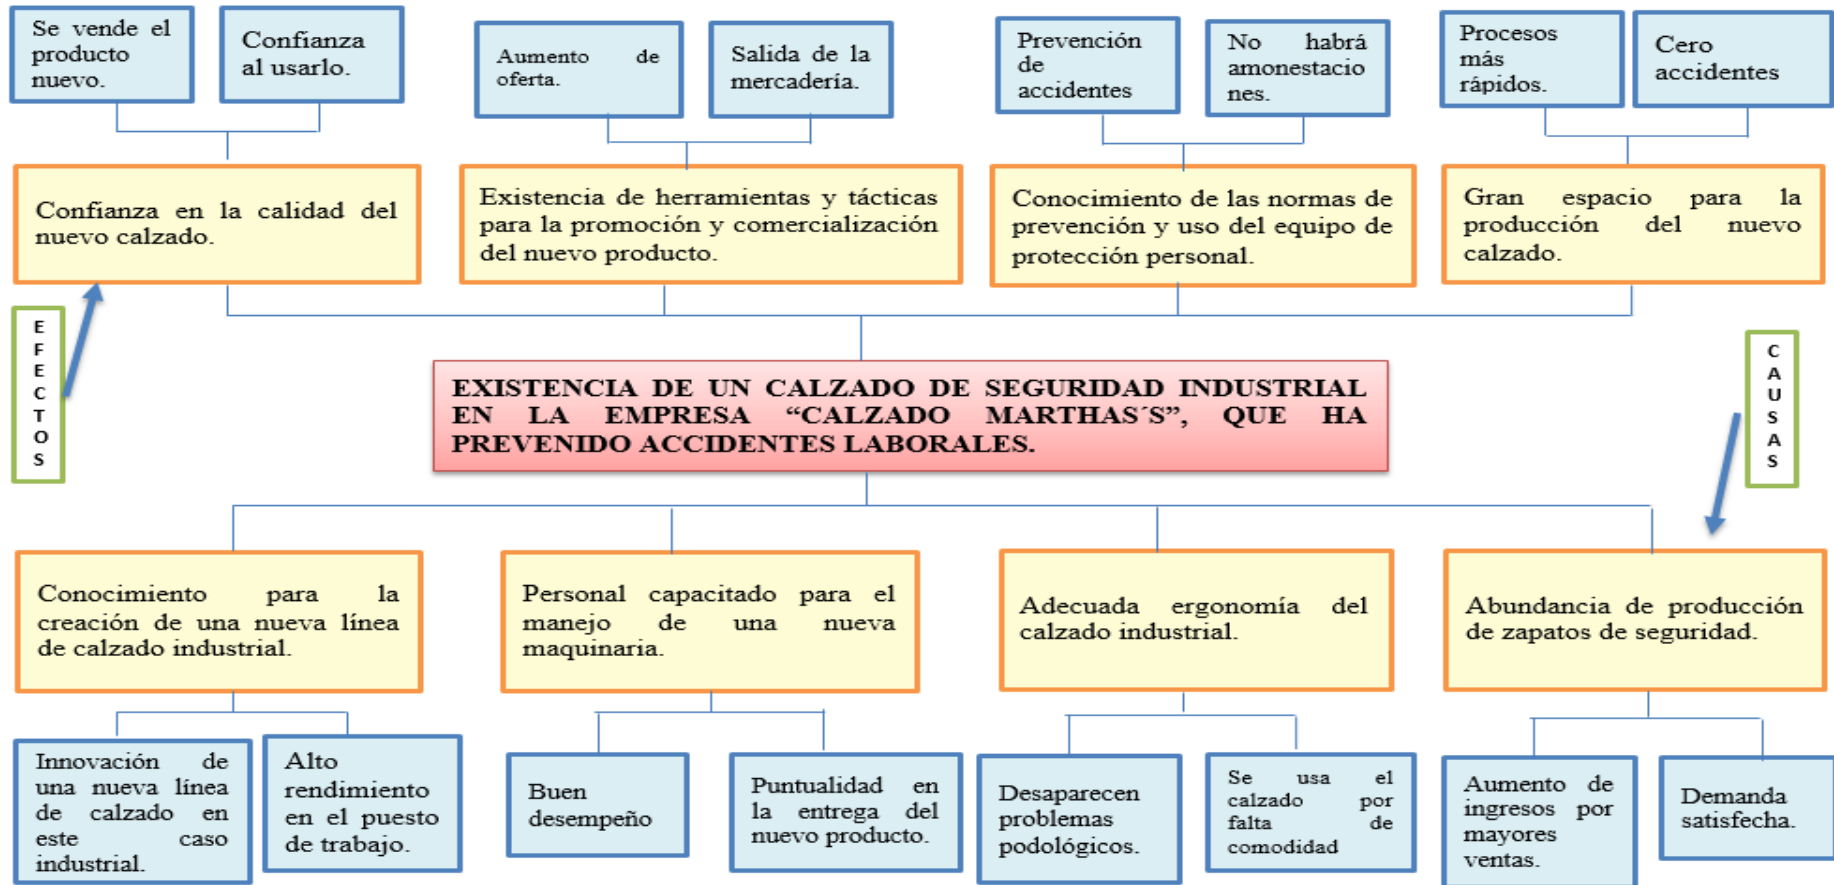 Se vende el
producto
nuevo.
Confianza
al usarlo.
Aumento de
oferta.
Salida de la
mercadería.
Prevención
de
accidentes
No habrá
amonestacio
nes.
Procesos
más
rápidos.
Cero
accidentes
Confianza en la calidad del
nuevo calzado.
Existencia de herramientas y tácticas
para la promoción y comercialización
del nuevo producto.
Conocimiento de las normas de
prevención y uso del equipo de
protección personal.
Gran espacio para la
producción del nuevo
calzado.
E
F
E
C
T
O
S
EXISTENCIA DE UN CALZADO DE SEGURIDAD INDUSTRIAL
EN LA EMPRESA “CALZADO MARTHAS´S”, QUE HA
PREVENIDO ACCIDENTES LABORALES.
C
A
U
S
A
S
Conocimiento para la
creación de una nueva línea
de calzado industrial.
Personal capacitado para el
manejo de una nueva
maquinaria.
Adecuada ergonomía del
calzado industrial.
Abundancia de producción
de zapatos de seguridad.
Innovación de
una nueva línea
de calzado en
este caso
industrial.
Alto
rendimiento
en el puesto
de trabajo.
Buen
desempeño
Puntualidad en
la entrega del
nuevo producto.
Desaparecen
problemas
podológicos.
Se usa el
calzado por
falta de
comodidad
Aumento de
ingresos por
mayores
ventas.
Demanda
satisfecha.